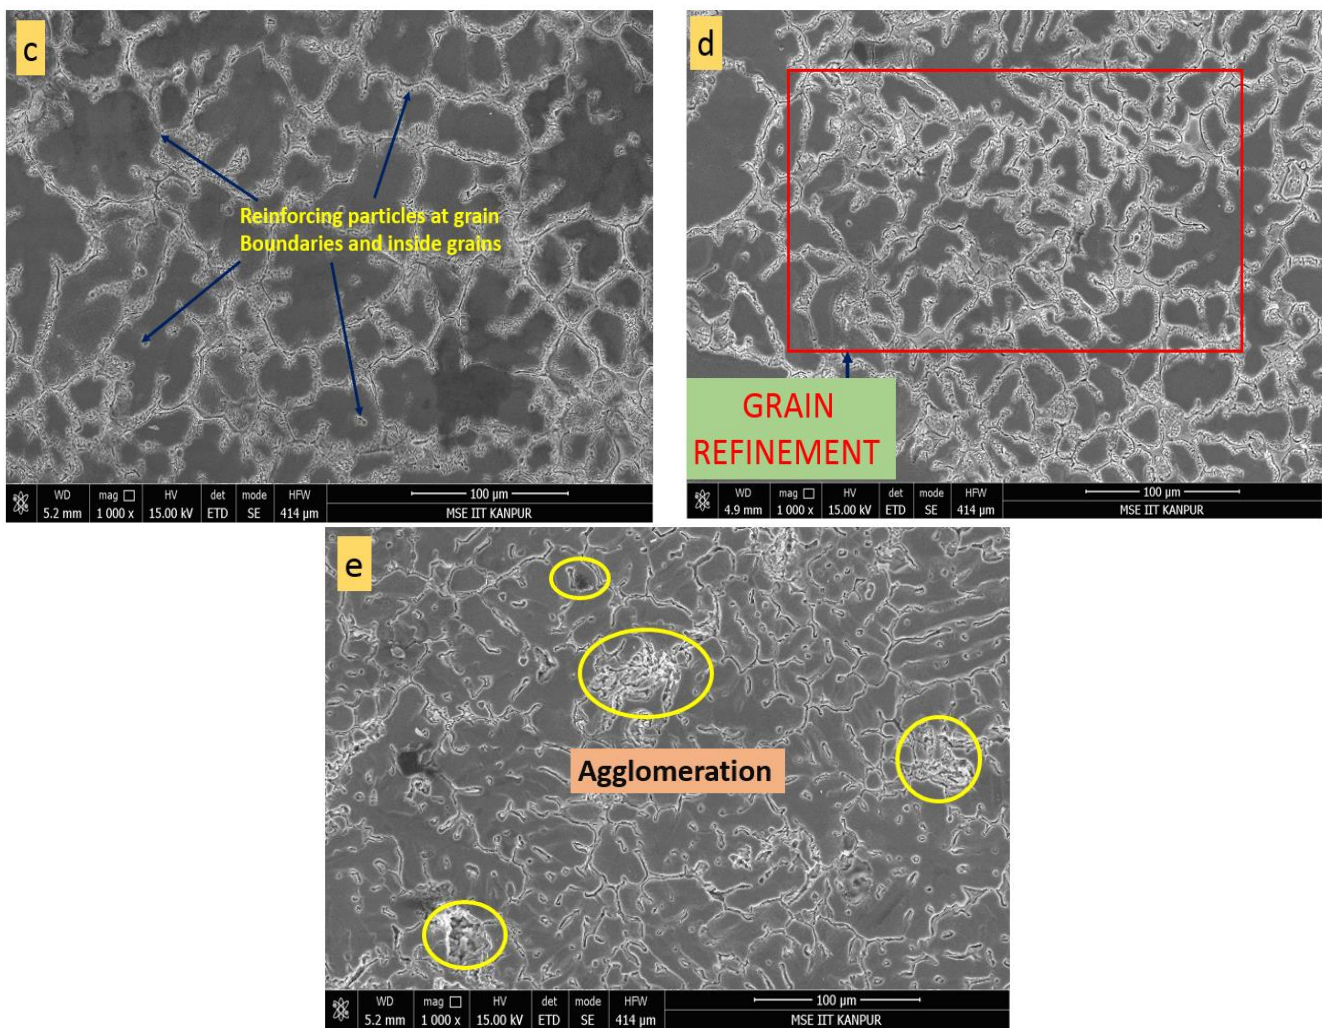 c
Reinforcing particles at grain
Boundaries and inside grains
WD mag HV det mode HFW 100 µm
5.2 mm 1 000 x 15.00 kV ETD SE 414 µm MSE IIT KANPUR
d
GRAIN
REFINEMENT
WD mag HV det mode HFW 100 µm
4.9 mm 1 000 x 15.00 kV ETD SE 414 µm MSE IIT KANPUR
e
Agglomeration
WD mag HV det mode HFW 100 µm
5.2 mm 1 000 x 15.00 kV ETD SE 414 µm MSE IIT KANPUR